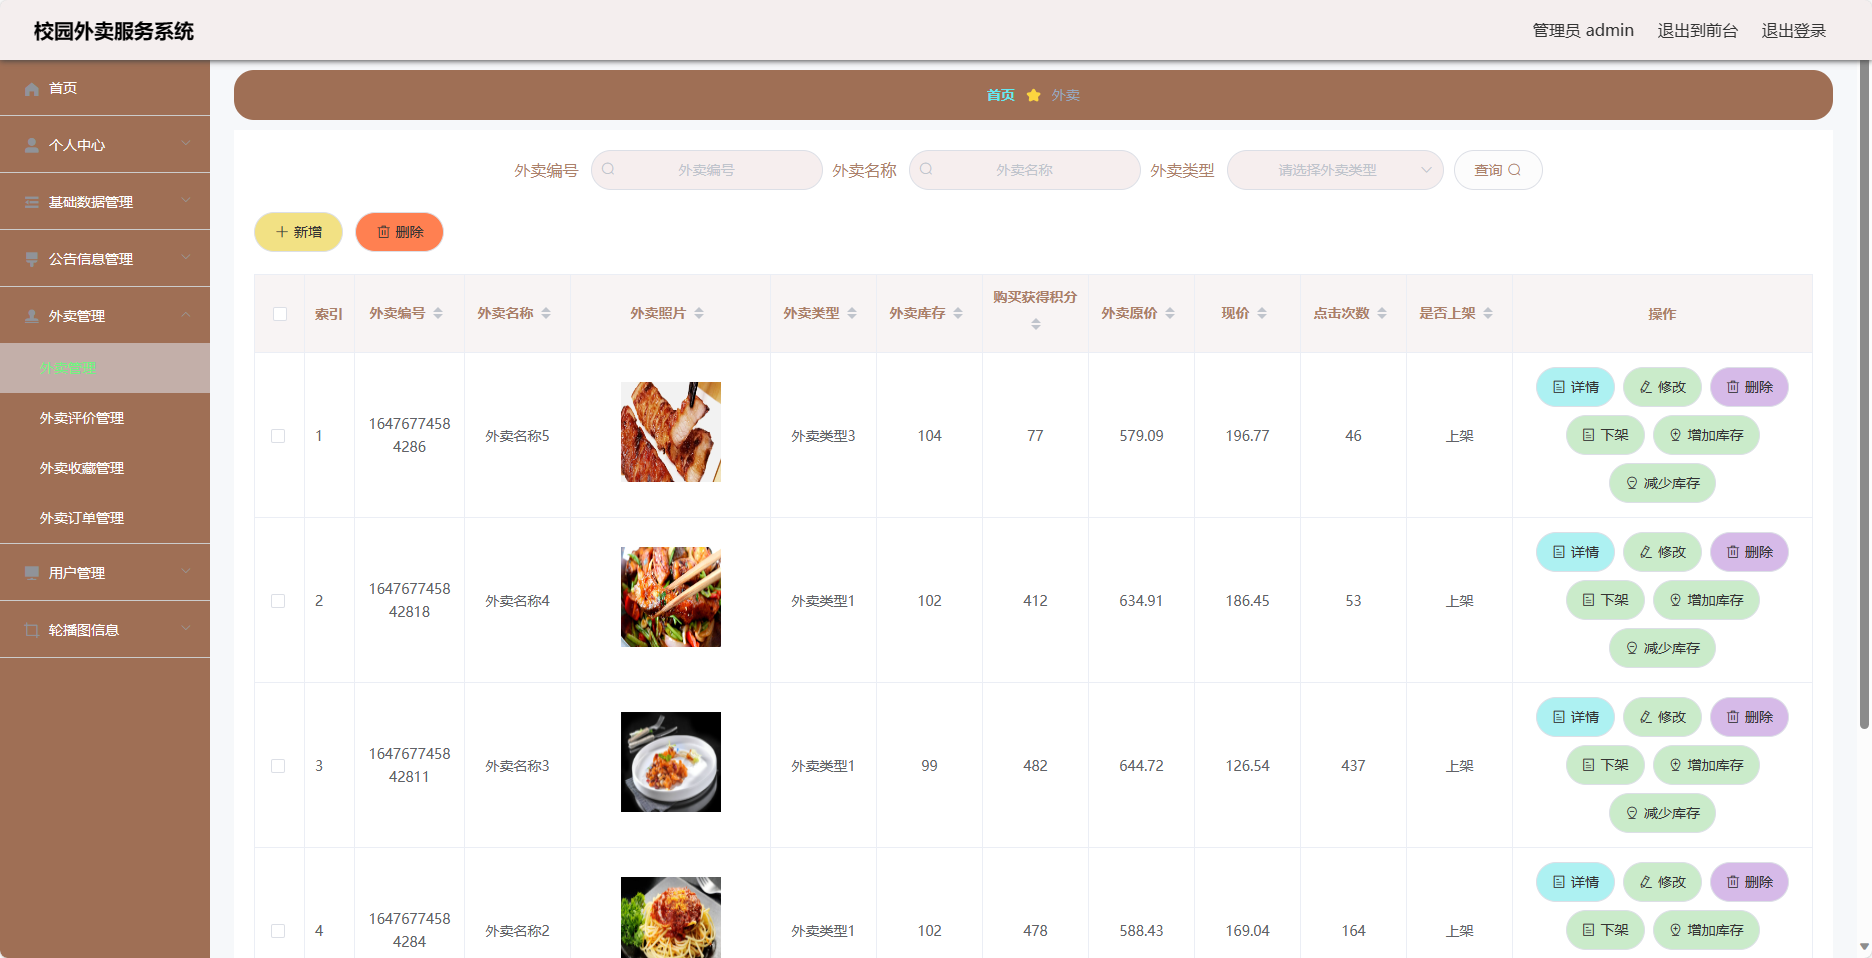 校园外卖服务系统
管理员 admin 退出到前台 退出登录
首页
个人中心
基础数据管理
公告信息管理
外卖管理
外卖管理
外卖评价管理
外卖收藏管理
外卖订单管理
用户管理
轮播图信息
首页 外卖
外卖编号 外卖编号 外卖名称 外卖名称 外卖类型 请选择外卖类型 查询
新增 删除
索引 外卖编号 外卖名称 外卖照片 外卖类型 外卖库存 购买获得积分 外卖原价 现价 点击次数 是否上架 操作
1 1647677458
4286 外卖名称5 外卖类型3 104 77 579.09 196.77 46 上架
详情 修改 删除
下架 增加库存
减少库存
2 1647677458
42818 外卖名称4 外卖类型1 102 412 634.91 186.45 53 上架
详情 修改 删除
下架 增加库存
减少库存
3 1647677458
42811 外卖名称3 外卖类型1 99 482 644.72 126.54 437 上架
详情 修改 删除
下架 增加库存
减少库存
4 1647677458
4284 外卖名称2 外卖类型1 102 478 588.43 169.04 164 上架
详情 修改 删除
下架 增加库存